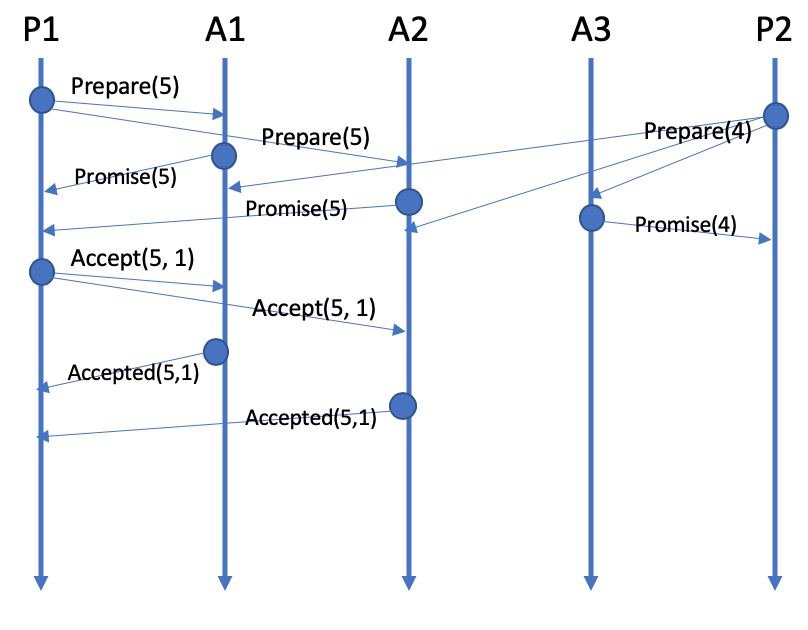 P1 A1 A2 A3 P2
Prepare(5)
Prepare(5)
Prepare(4)
Promise(5)
Promise(5)
Promise(4)
Accept(5, 1)
Accept(5, 1)
Accepted(5,1)
Accepted(5,1)